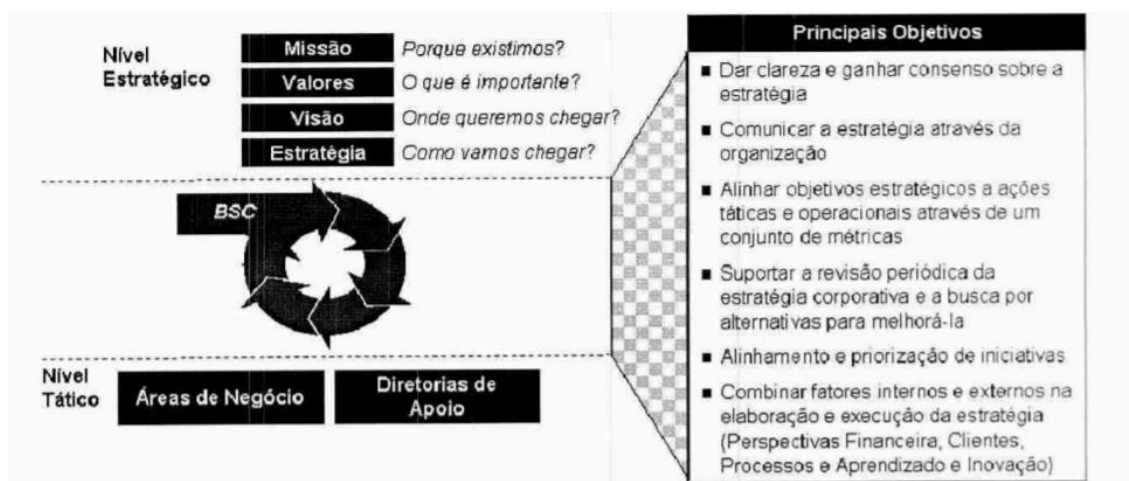 Nível
Estratégico
Missão
Porque existimos?
Valores
O que é importante?
Visão
Onde queremos chegar?
Estratégia
Como vamos chegar?
BSC
Nível
Tático
Áreas de Negócio
Diretorias de
Apoio
Principais Objetivos
■ Dar clareza e ganhar consenso sobre a
estratégia
■ Comunicar a estratégia através da
organização
■ Alinhar objetivos estratégicos a ações
táticas e operacionais através de um
conjunto de métricas
■ Suportar a revisão periódica da
estratégia corporativa e a busca por
alternativas para melhorá-la
■ Alinhamento e priorização de iniciativas
■ Combinar fatores internos e externos na
elaboração e execução da estratégia
(Perspectivas Financeira, Clientes,
Processos e Aprendizado e Inovação)